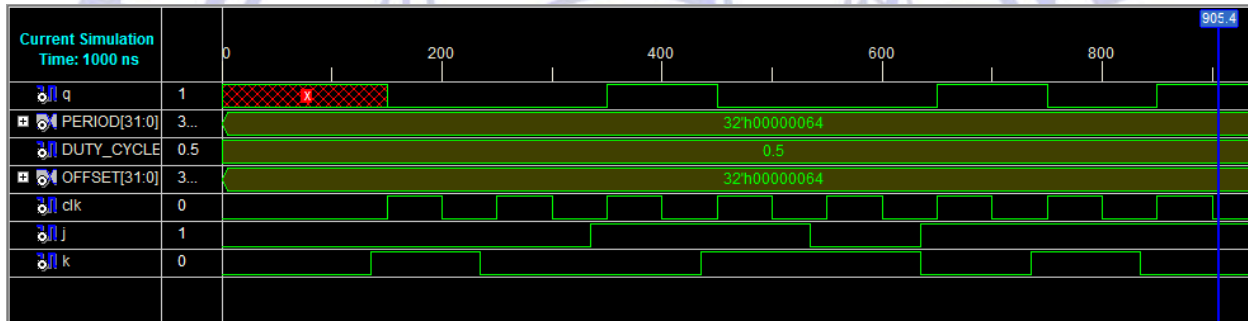 905.4
Current Simulation
Time: 1000 ns
0 200 400 600 800
q 1 X
PERIOD[31:0] 3... 32'h00000064
DUTY_CYCLE 0.5 0.5
OFFSET[31:0] 3... 32'h00000064
clk 0
j 1
k 0